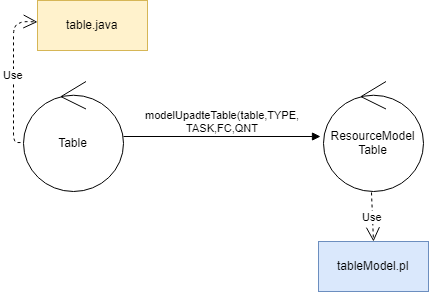 table.java
Use
modelUpadteTable(table,TYPE,
TASK,FC,QNT
Table
ResourceModel
Table
Use
tableModel.pl